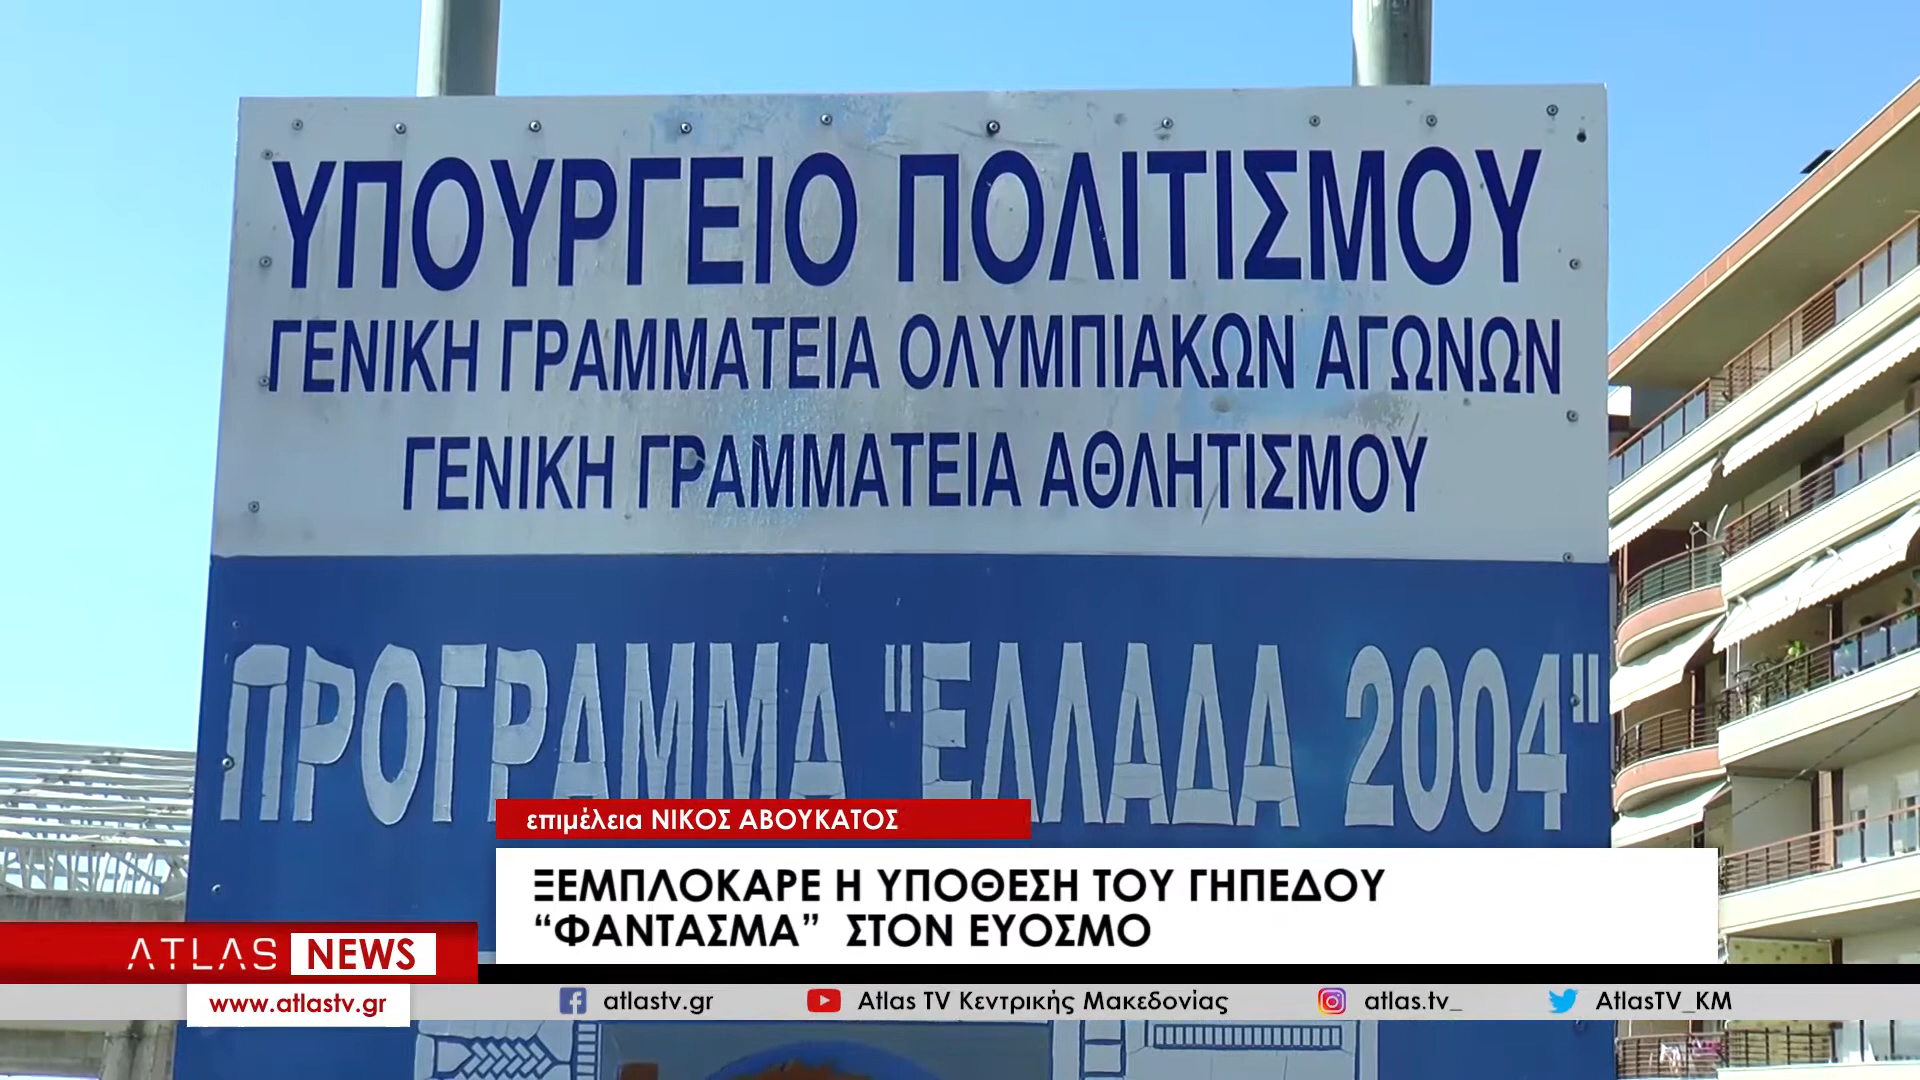 ΥΠΟΥΡΓΕΙΟ ΠΟΛΙΤΙΣΜΟΥ
ΓΕΝΙΚΗ ΓΡΑΜΜΑΤΕΙΑ ΟΛΥΜΠΙΑΚΩΝ ΑΓΩΝΩΝ
ΓΕΝΙΚΗ ΓΡΑΜΜΑΤΕΙΑ ΑΘΛΗΤΙΣΜΟΥ
ΠΡΟΓΡΑΜΜΑ "ΕΛΛΑΔΑ 2004"
επιμέλεια ΝΙΚΟΣ ΑΒΟΥΚΑΤΟΣ
ΞΕΜΠΛΟΚΑΡΕ Η ΥΠΟΘΕΣΗ ΤΟΥ ΓΗΠΕΔΟΥ
“ΦΑΝΤΑΣΜΑ” ΣΤΟΝ ΕΥΟΣΜΟ
ATLAS NEWS
www.atlastv.gr
atlastv.gr
Atlas TV Κεντρικής Μακεδονίας
atlas.tv_
AtlasTV_KM